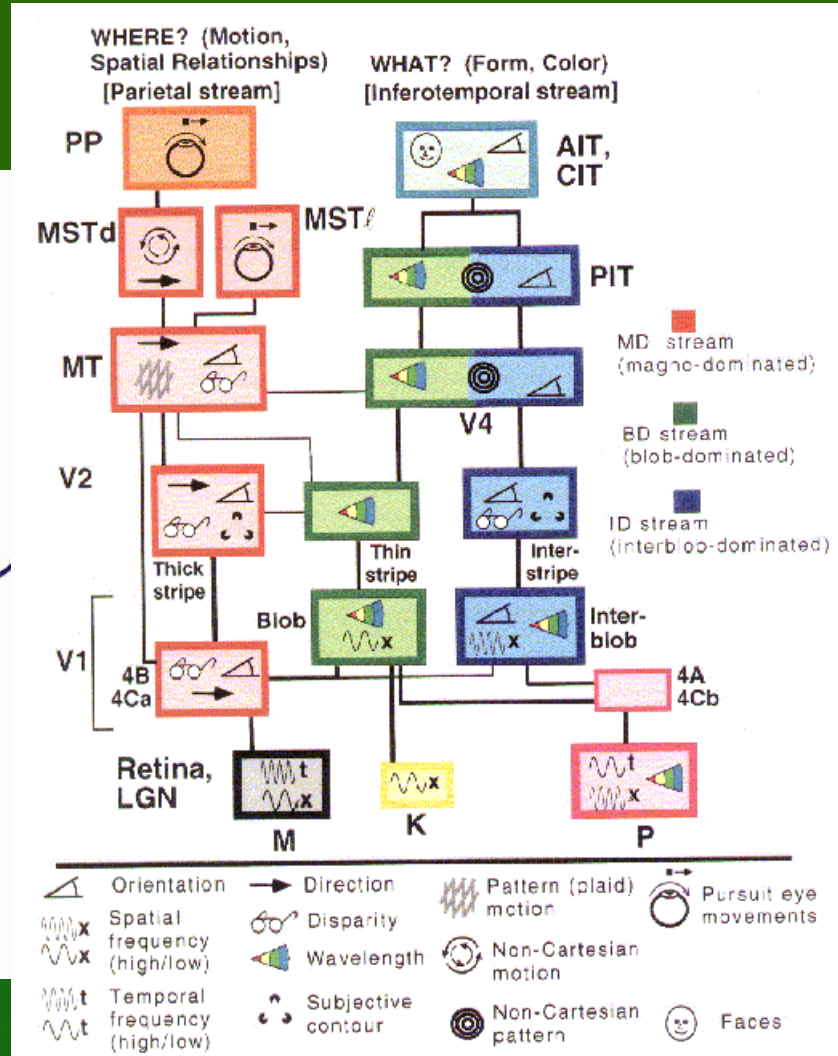 WHERE? (Motion,
Spatial Relationships)
[Parietal stream]
WHAT? (Form, Color)
[Inferotemporal stream]
PP
AIT,
CIT
MSTd
MSTℓ
PIT
MT
V4
MD stream
(magno-dominated)
BD stream
(blob-dominated)
ID stream
(interblob-dominated)
V2
Thick
stripe
Thin
stripe
Inter-
stripe
V1
Blob
x
x
Inter-
blob
4B
4Ca
4A
4Cb
Retina,
LGN
t
x
M
x
K
t
x
P
Orientation
Direction
Pattern (plaid)
motion
Pursuit eye
movements
x
x
Spatial
frequency
(high/low)
Disparity
Wavelength
Non-Cartesian
motion
t
t
Temporal
frequency
(high/low)
Subjective
contour
Non-Cartesian
pattern
Faces